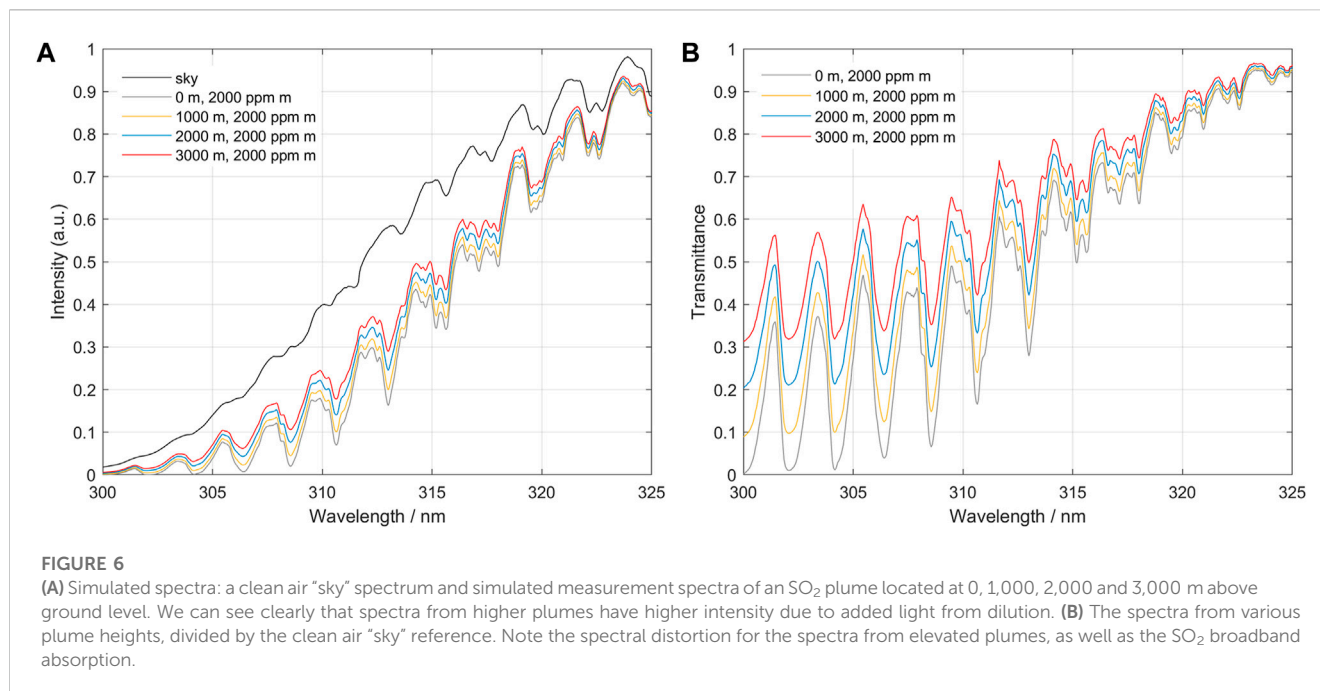 A
1
0.9
0.8
0.7
0.6
0.5
0.4
0.3
0.2
0.1
0
Intensity (a.u.)
sky
0 m, 2000 ppm m
1000 m, 2000 ppm m
2000 m, 2000 ppm m
3000 m, 2000 ppm m
300 305 310 315 320 325
Wavelength / nm
B
1
0.9
0.8
0.7
0.6
0.5
0.4
0.3
0.2
0.1
0
Transmittance
0 m, 2000 ppm m
1000 m, 2000 ppm m
2000 m, 2000 ppm m
3000 m, 2000 ppm m
300 305 310 315 320 325
Wavelength / nm
FIGURE 6
(A) Simulated spectra: a clean air “sky” spectrum and simulated measurement spectra of an SO₂ plume located at 0, 1,000, 2,000 and 3,000 m above
ground level. We can see clearly that spectra from higher plumes have higher intensity due to added light from dilution. (B) The spectra from various
plume heights, divided by the clean air “sky” reference. Note the spectral distortion for the spectra from elevated plumes, as well as the SO₂ broadband
absorption.